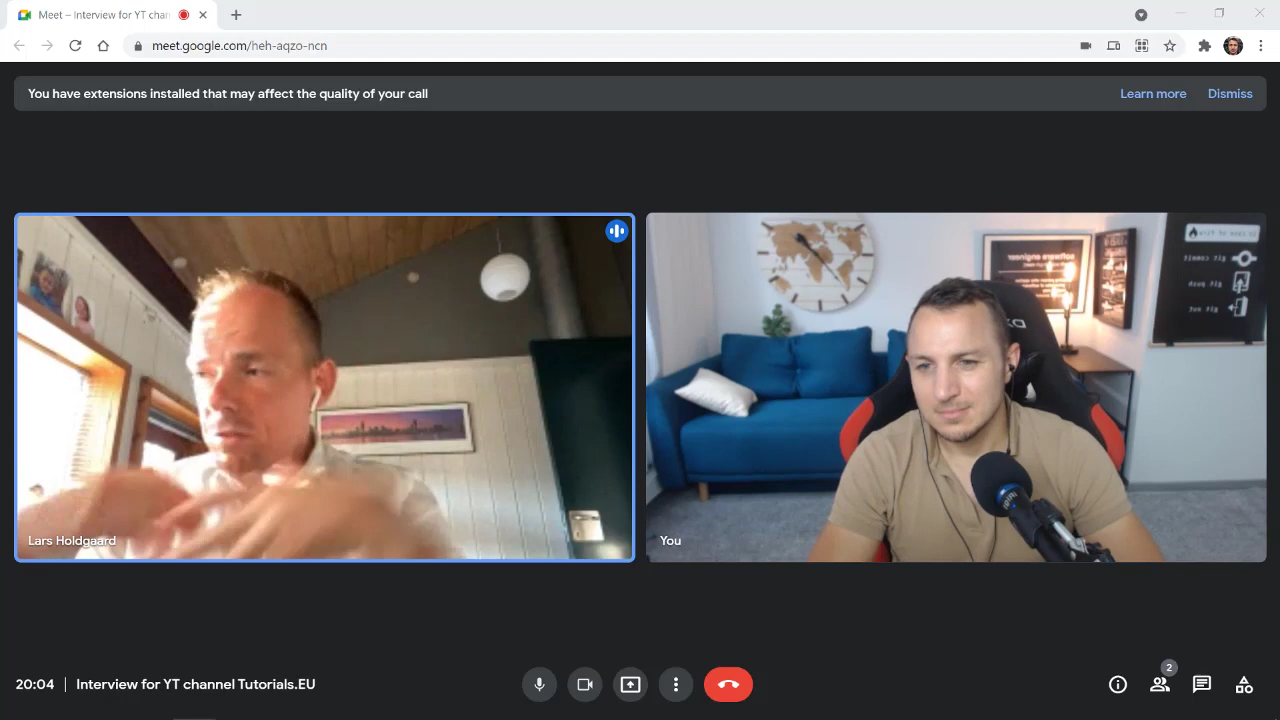 Meet – Interview for YT chan
meet.google.com/heh-aqzo-ncn
You have extensions installed that may affect the quality of your call
Learn more
Dismiss
software engineer
Lars Holdgaard
You
2
20:04
Interview for YT channel Tutorials.EU